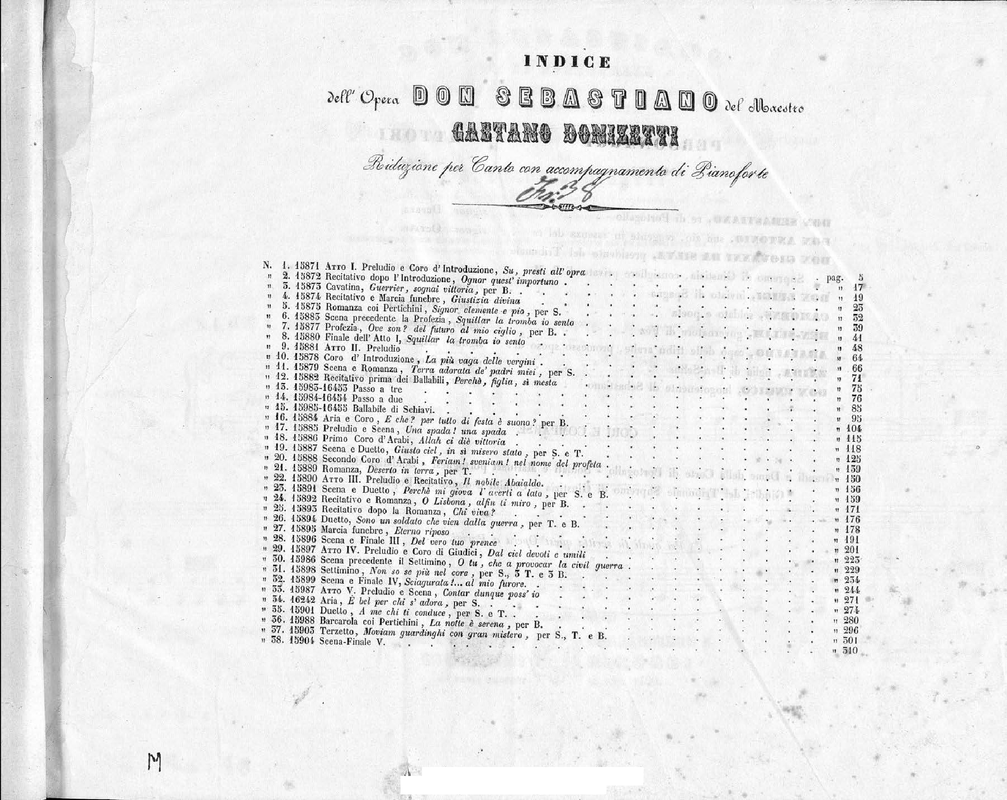 INDICE
dell' Opera DON SEBASTIANO del Maestro
GAETANO DONIZETTI
Riduzione per Canto con accompagnamento di Pianoforte
Fr. 38
N. 1. 15871 ATTO I. Preludio e Coro d'Introduzione, Su, presti all'opra pag. 5
" 2. 15872 Recitativo dopo l'Introduzione, Ognor quest' importuno " 17
" 3. 15873 Cavatina, Guerrier, sognai vittoria, per B. " 19
" 4. 15874 Recitativo e Marcia funebre, Giustizia divina " 23
" 5. 15875 Romanza coi Pertichini, Signor clemente e pio, per S. " 32
" 6. 15883 Scena precedente la Profezia, Squillar la tromba io sento " 39
" 7. 15877 Profezia, Ove son? del futuro al mio ciglio, per B. " 41
" 8. 15880 Finale dell'Atto I, Squillar la tromba io sento " 48
" 9. 15881 ATTO II. Preludio " 64
" 10. 15878 Coro d'Introduzione, La più vaga delle vergini " 66
" 11. 15879 Scena e Romanza, Terra adorata de' padri miei, per S. " 71
" 12. 15882 Recitativo prima dei Ballabili, Perchè, figlia, sì mesta " 75
" 13. 15983-16433 Passo a tre " 76
" 14. 15984-16434 Passo a due " 85
" 15. 15985-16435 Ballabile di Schiavi. " 95
" 16. 15884 Aria e Coro, E che? per tutto di festa è suono? per B. " 104
" 17. 15885 Preludio e Scena, Una spada! una spada " 115
" 18. 15886 Primo Coro d'Arabi, Allah ci diè vittoria " 118
" 19. 15887 Scena e Duetto, Giusto ciel, in sì misero stato, per S. e T. " 125
" 20. 15888 Secondo Coro d'Arabi, Feriam! sveniam! nel nome del profeta " 139
" 21. 15889 Romanza, Deserto in terra, per T. " 150
" 22. 15890 ATTO III. Preludio e Recitativo, Il nobile Abaialdo. " 156
" 23. 15891 Scena e Duetto, Perchè mi giova l'averti a lato, per S. e B. " 159
" 24. 15892 Recitativo e Romanza, O Lisbona, alfin ti miro, per B. " 171
" 25. 15893 Recitativo dopo la Romanza, Chi viva? " 176
" 26. 15894 Duetto, Sono un soldato che vien dalla guerra, per T. e B. " 178
" 27. 15895 Marcia funebre, Eterno riposo " 191
" 28. 15896 Scena e Finale III, Del vero tuo prence " 201
" 29. 15897 ATTO IV. Preludio e Coro di Giudici, Dal ciel devoti e umili " 223
" 30. 15986 Scena precedente il Settimino, O tu, che a provocar la civil guerra " 229
" 31. 15898 Settimino, Non so se più nel core, per S., 3 T. e 3 B. " 234
" 32. 15899 Scena e Finale IV, Sciagurata!... al mio furore. " 244
" 33. 15987 ATTO V. Preludio e Scena, Contar dunque poss' io " 271
" 34. 16242 Aria, È bel per chi s'adora, per S. " 274
" 35. 15901 Duetto, A me chi ti conduce, per S. e T. " 280
" 36. 15988 Barcarola coi Pertichini, La notte è serena, per B. " 296
" 37. 15903 Terzetto, Moviam guardinghi con gran mistero, per S., T. e B. " 301
" 38. 15904 Scena-Finale V. " 310
M